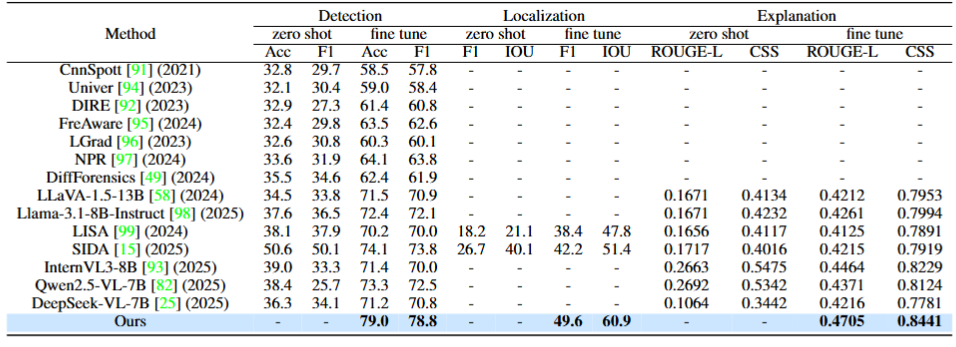 Method Detection Localization Explanation
zero shot fine tune zero shot fine tune zero shot fine tune
Acc F1 Acc F1 F1 IOU F1 IOU ROUGE-L CSS ROUGE-L CSS
CnnSpott [91] (2021) 32.8 29.7 58.5 57.8 - - - - - - - -
Univer [94] (2023) 32.1 30.4 59.0 58.4 - - - - - - - -
DIRE [92] (2023) 32.9 27.3 61.4 60.8 - - - - - - - -
FreAware [95] (2024) 32.4 29.8 63.5 62.6 - - - - - - - -
LGrad [96] (2023) 32.6 30.8 60.3 60.1 - - - - - - - -
NPR [97] (2024) 33.6 31.9 64.1 63.8 - - - - - - - -
DiffForensics [49] (2024) 35.5 34.6 62.4 61.9 - - - - - - - -
LLaVA-1.5-13B [58] (2024) 34.5 33.8 71.5 70.9 - - - - 0.1671 0.4134 0.4212 0.7953
Llama-3.1-8B-Instruct [98] (2025) 37.6 36.5 72.4 72.1 - - - - 0.1671 0.4232 0.4261 0.7994
LISA [99] (2024) 38.1 37.9 70.2 70.0 18.2 21.1 38.4 47.8 0.1656 0.4117 0.4125 0.7891
SIDA [15] (2025) 50.6 50.1 74.1 73.8 26.7 40.1 42.2 51.4 0.1717 0.4016 0.4215 0.7919
InternVL3-8B [93] (2025) 39.0 33.3 71.4 70.0 - - - - 0.2663 0.5475 0.4464 0.8229
Qwen2.5-VL-7B [82] (2025) 38.4 25.7 73.3 72.5 - - - - 0.2692 0.5342 0.4371 0.8124
DeepSeek-VL-7B [25] (2025) 36.3 34.1 71.2 70.8 - - - - 0.1064 0.3442 0.4216 0.7781
Ours - - 79.0 78.8 - - 49.6 60.9 - - 0.4705 0.8441